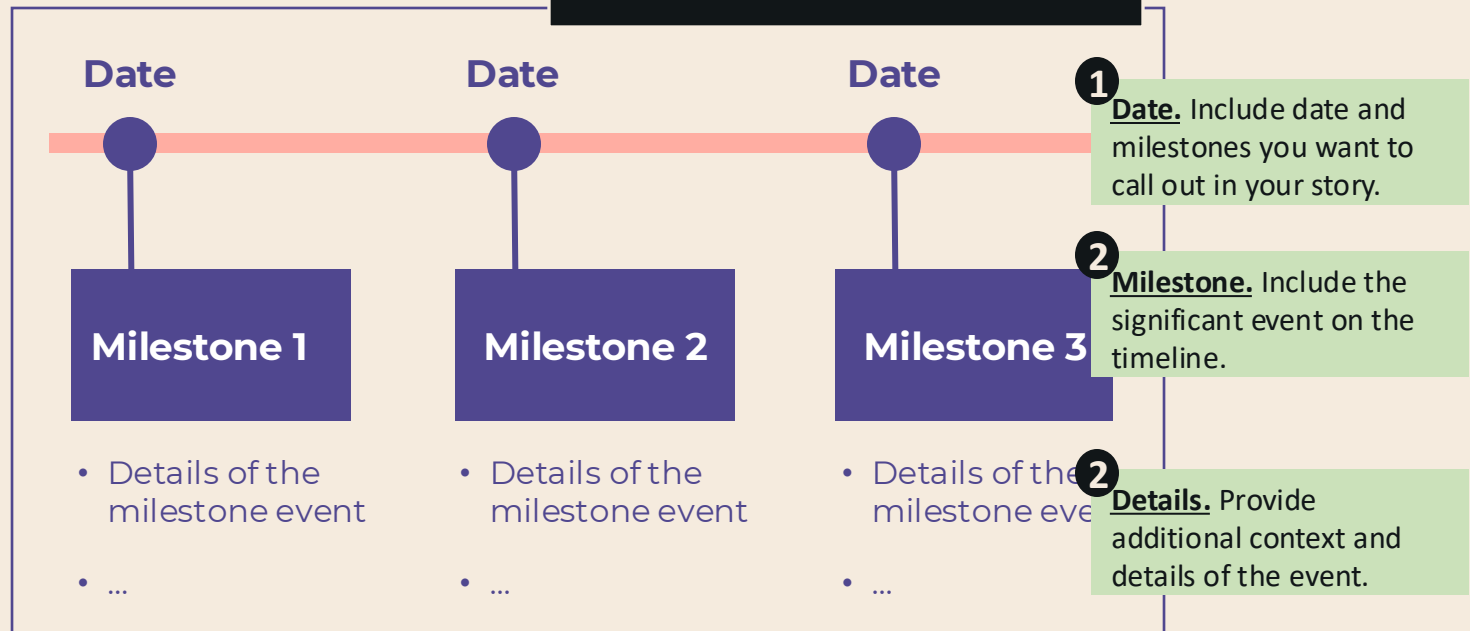 Date
Date
Date
Milestone 1
Milestone 2
Milestone 3
• Details of the
milestone event
• ...
• Details of the
milestone event
• ...
• Details of the
milestone eve
• ...
1
Date. Include date and
milestones you want to
call out in your story.
2
Milestone. Include the
significant event on the
timeline.
2
Details. Provide
additional context and
details of the event.